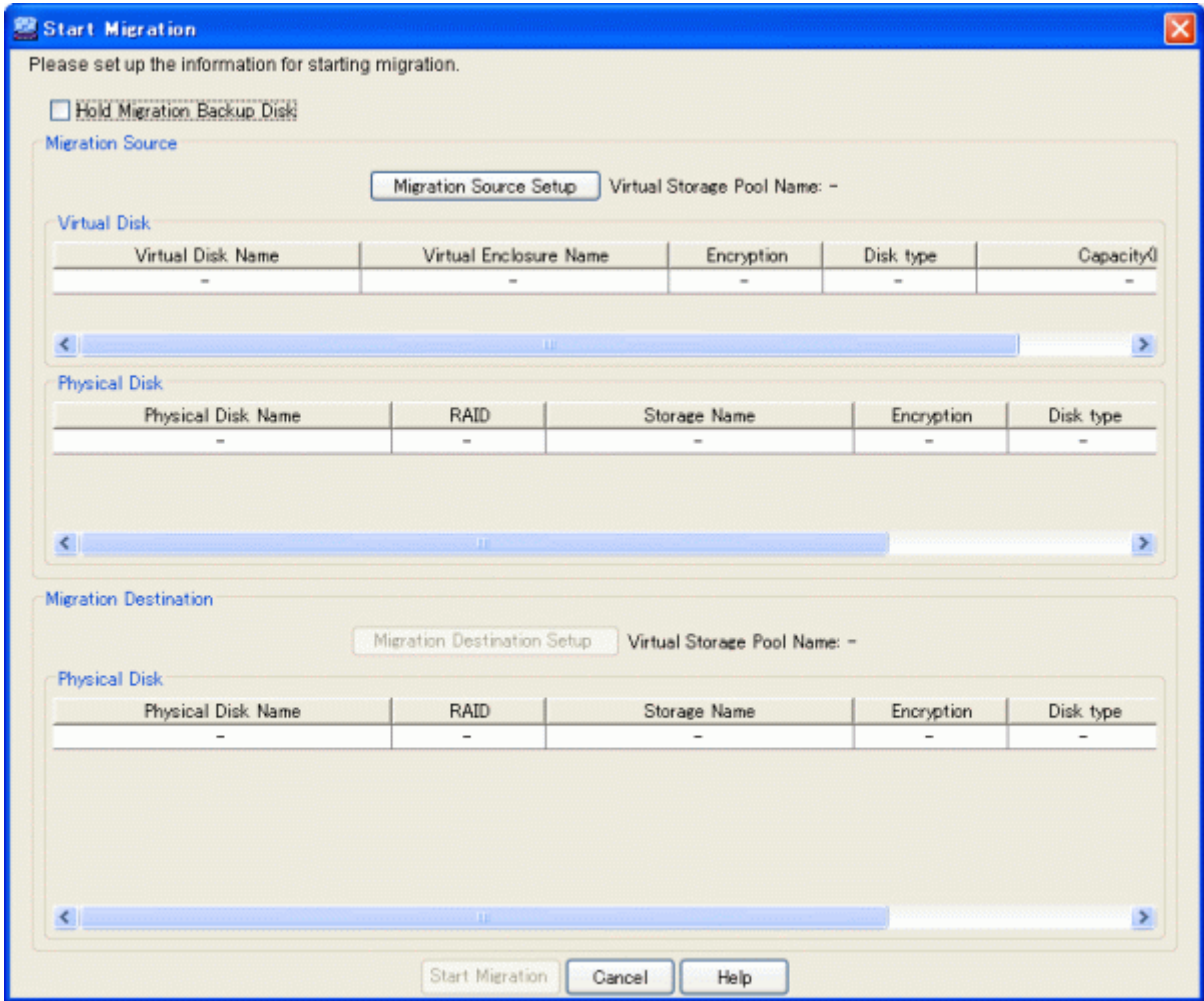 Start Migration
Please set up the information for starting migration.
Hold Migration Backup Disk
Migration Source
Migration Source Setup Virtual Storage Pool Name: -
Virtual Disk
Virtual Disk Name Virtual Enclosure Name Encryption Disk type Capacity(
- - - - -
Physical Disk
Physical Disk Name RAID Storage Name Encryption Disk type
- - - - -
Migration Destination
Migration Destination Setup Virtual Storage Pool Name: -
Physical Disk
Physical Disk Name RAID Storage Name Encryption Disk type
- - - - -
Start Migration Cancel Help